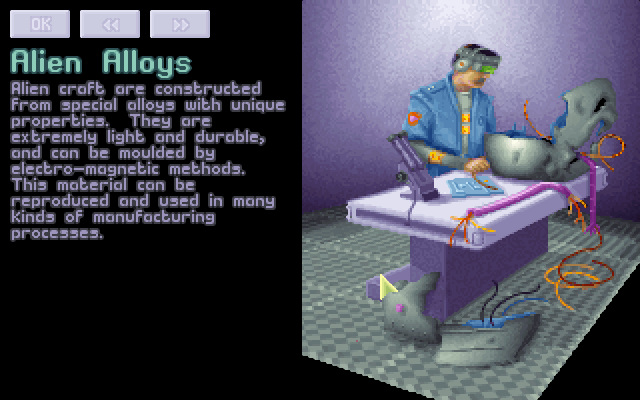 OK << >>
Alien Alloys
Alien craft are constructed
from special alloys with unique
properties. They are
extremely light and durable,
and can be moulded by
electro-magnetic methods.
This material can be
reproduced and used in many
kinds of manufacturing
processes.